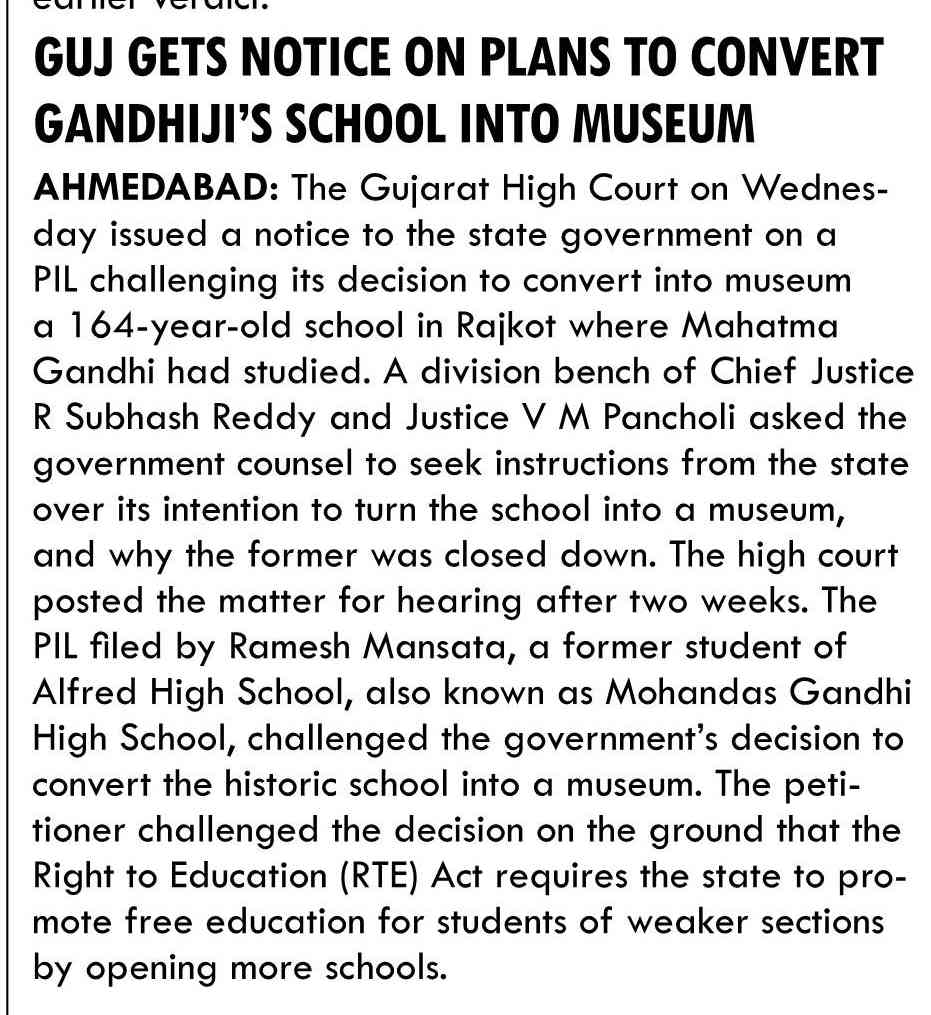 earlier verdict.
GUJ GETS NOTICE ON PLANS TO CONVERT
GANDHIJI'S SCHOOL INTO MUSEUM
AHMEDABAD: The Gujarat High Court on Wednes-
day issued a notice to the state government on a
PIL challenging its decision to convert into museum
a 164-year-old school in Rajkot where Mahatma
Gandhi had studied. A division bench of Chief Justice
R Subhash Reddy and Justice V M Pancholi asked the
government counsel to seek instructions from the state
over its intention to turn the school into a museum,
and why the former was closed down. The high court
posted the matter for hearing after two weeks. The
PIL filed by Ramesh Mansata, a former student of
Alfred High School, also known as Mohandas Gandhi
High School, challenged the government's decision to
convert the historic school into a museum. The peti-
tioner challenged the decision on the ground that the
Right to Education (RTE) Act requires the state to pro-
mote free education for students of weaker sections
by opening more schools.